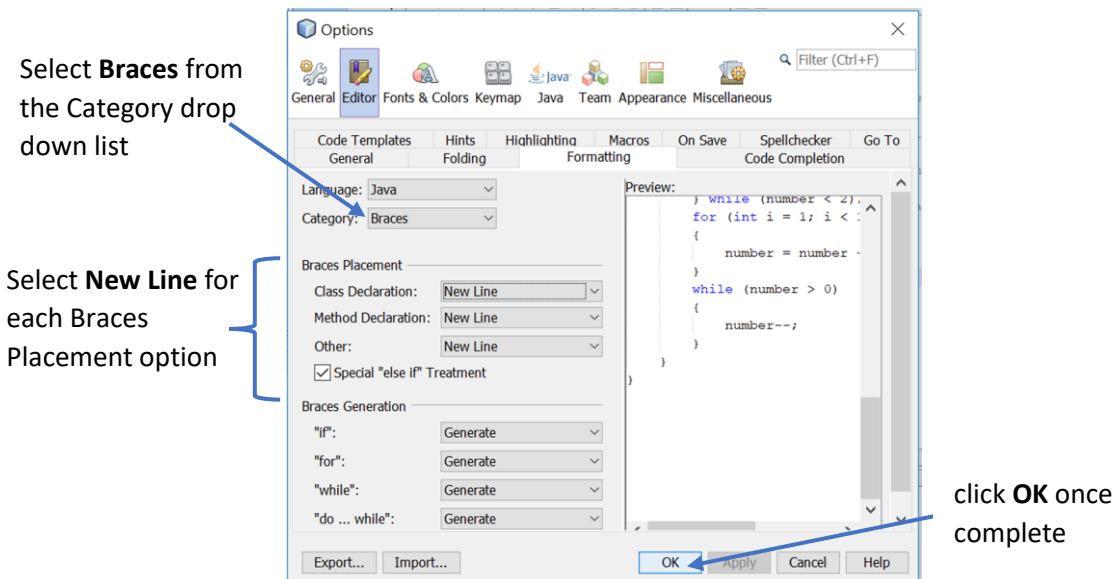 Options
Filter (Ctrl+F)
General Editor Fonts & Colors Keymap Java Team Appearance Miscellaneous
Code Templates Hints Highlighting Macros On Save Spellchecker Go To
General Folding Formatting Code Completion
Select Braces from
the Category drop
down list
Language: Java
Category: Braces
Select New Line for
each Braces
Placement option
Braces Placement
Class Declaration: New Line
Method Declaration: New Line
Other: New Line
Special "else if" Treatment
Braces Generation
"if": Generate
"for": Generate
"while": Generate
"do ... while": Generate
Preview:
} while (number < 2)
for (int i = 1; i <
{
number = number
}
while (number > 0)
{
number--;
}
}
}
click OK once
complete
Export... Import... OK Apply Cancel Help